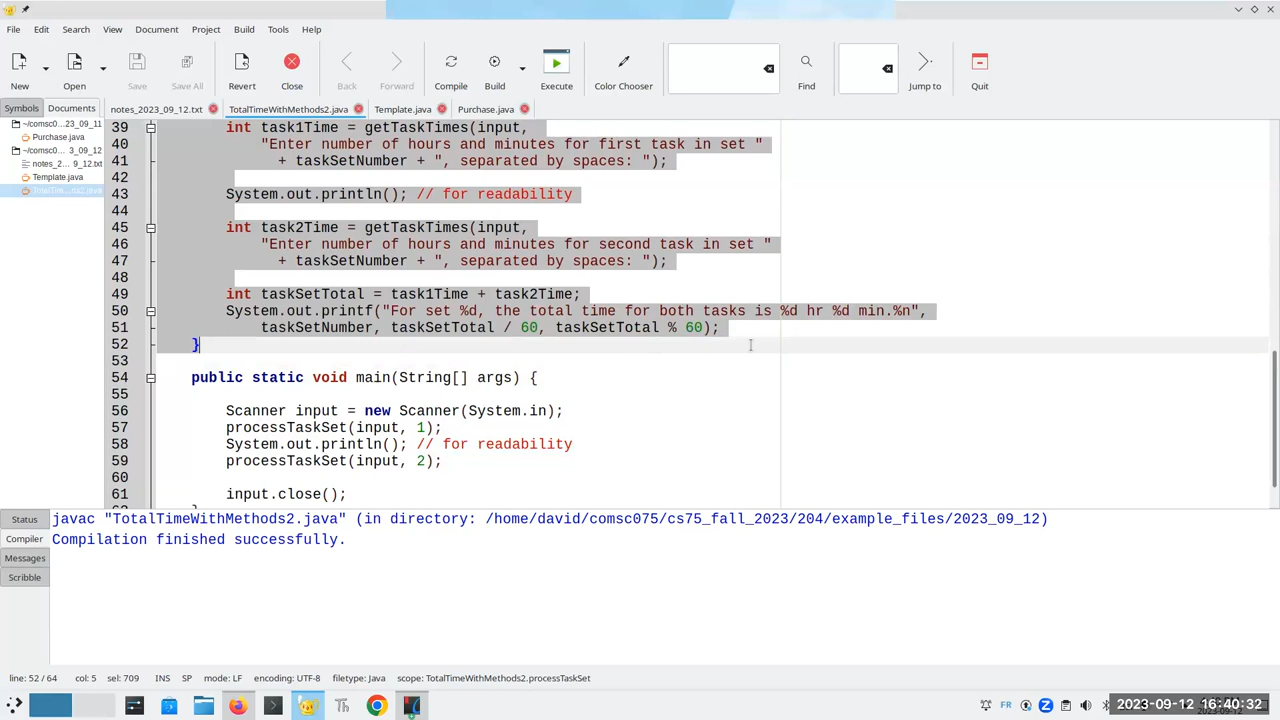 File Edit Search View Document Project Build Tools Help
New Open Save Save All Revert Close Back Forward Compile Build Execute Color Chooser Find Jump to Quit
Symbols Documents notes_2023_09_12.txt TotalTimeWithMethods2.java Template.java Purchase.java
~/comsc0...23_09_11
Purchase.java
~/comsc0... 3_09_12
notes_2... 9_12.txt
Template.java
TotalTim...ds2.java
39 int task1Time = getTaskTimes(input,
40 "Enter number of hours and minutes for first task in set "
41 + taskSetNumber + ", separated by spaces: ");
42
43 System.out.println(); // for readability
44
45 int task2Time = getTaskTimes(input,
46 "Enter number of hours and minutes for second task in set "
47 + taskSetNumber + ", separated by spaces: ");
48
49 int taskSetTotal = task1Time + task2Time;
50 System.out.printf("For set %d, the total time for both tasks is %d hr %d min.%n",
51 taskSetNumber, taskSetTotal / 60, taskSetTotal % 60);
52 }
53
54 public static void main(String[] args) {
55
56 Scanner input = new Scanner(System.in);
57 processTaskSet(input, 1);
58 System.out.println(); // for readability
59 processTaskSet(input, 2);
60
61 input.close();
Status
Compiler
Messages
Scribble
javac "TotalTimeWithMethods2.java" (in directory: /home/david/comsc075/cs75_fall_2023/204/example_files/2023_09_12)
Compilation finished successfully.
line: 52 / 64 col: 5 sel: 709 INS SP mode: LF encoding: UTF-8 filetype: Java scope: TotalTimeWithMethods2.processTaskSet
FR 2023-09-12 16:40:32